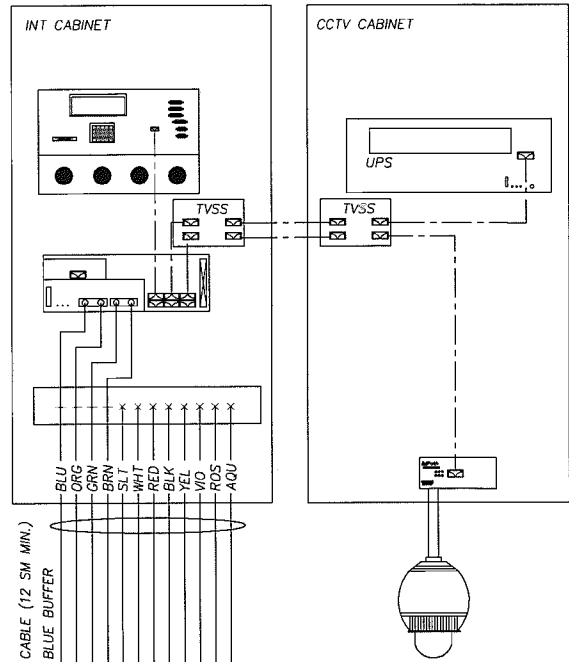 INT CABINET
CCTV CABINET
UPS
TVSS
TVSS
BLU
ORG
GRN
BRN
SLT
WHT
RED
BLK
YEL
VIO
ROS
AQU
CABLE (12 SM MIN.)
BLUE BUFFER